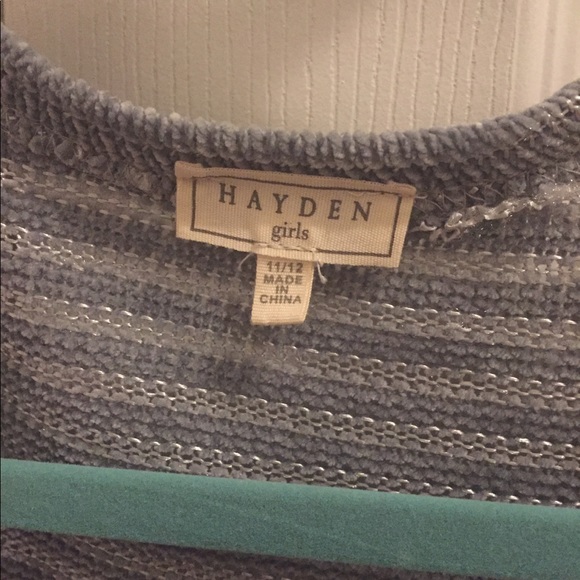 HAYDEN
girls
11/12
MADE
IN
CHINA